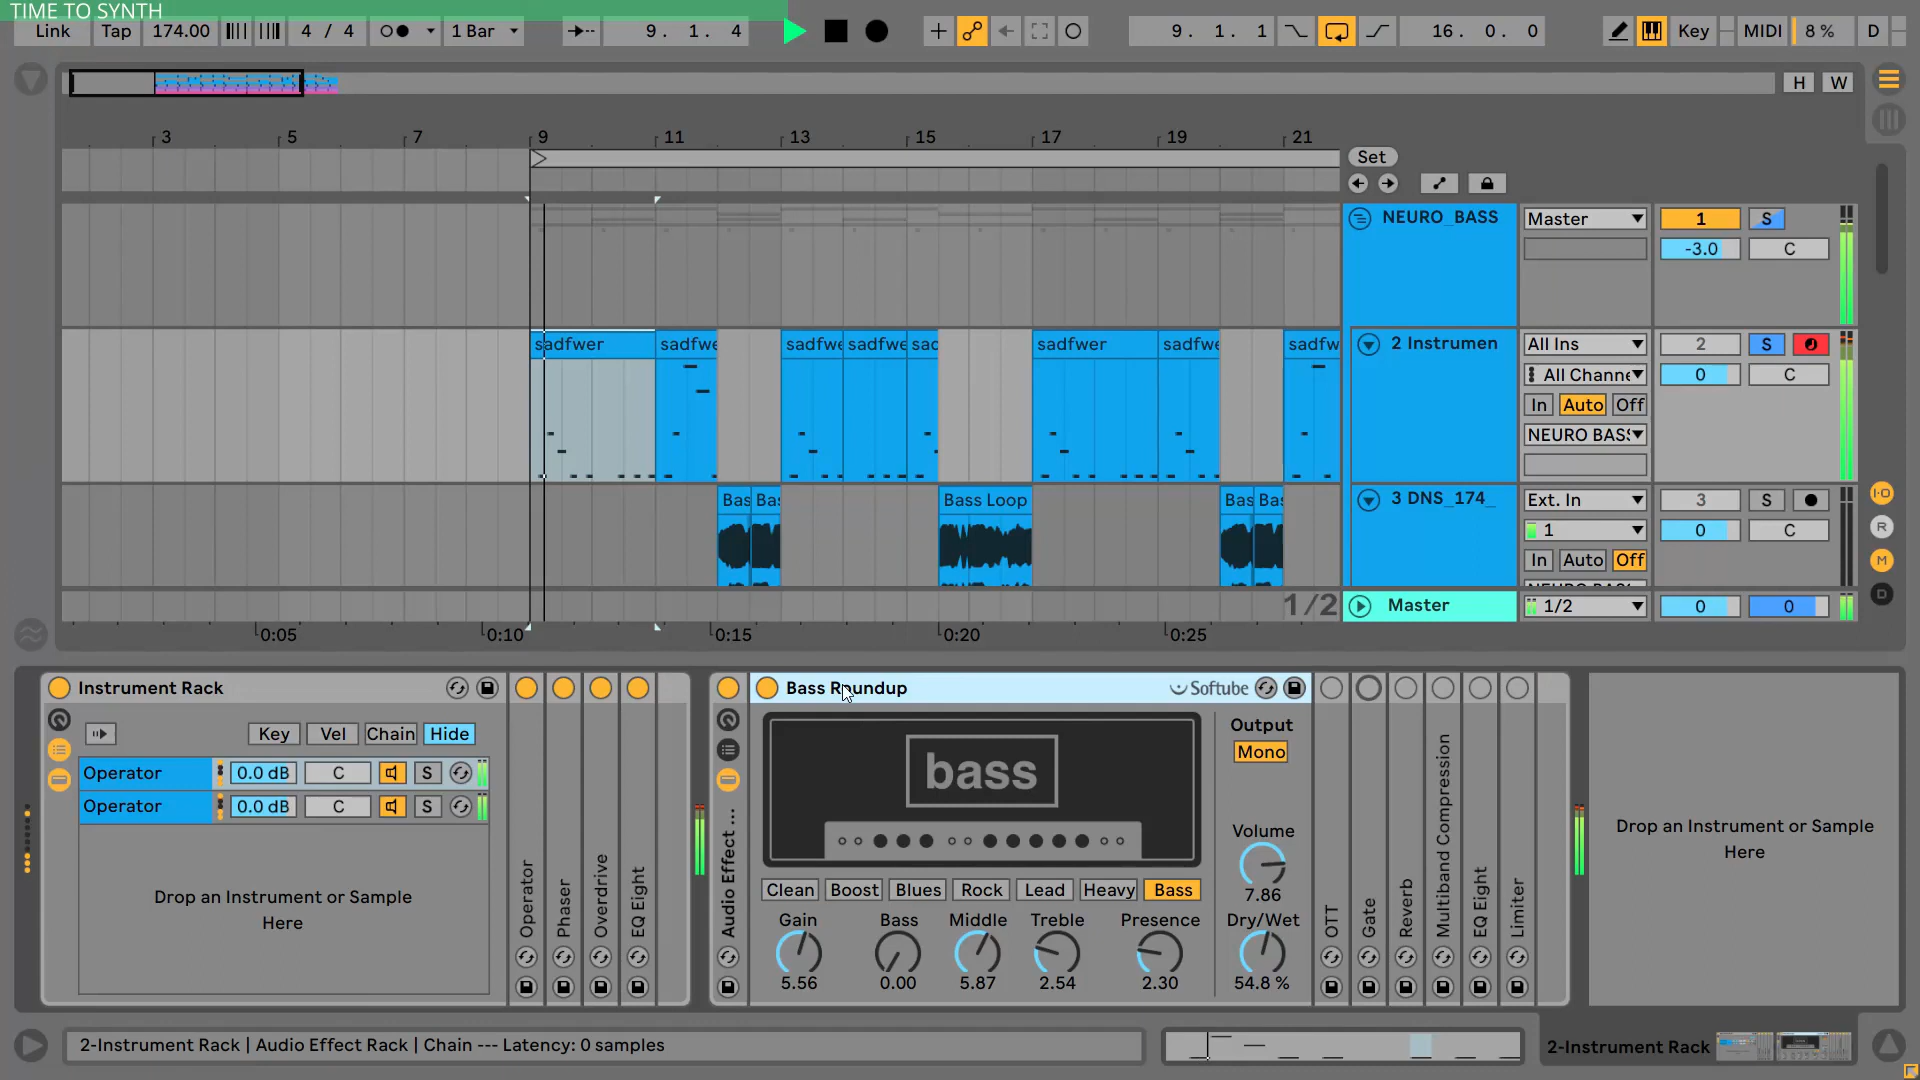 TIME TO SYNTH
Link Tap 174.00 4 / 4 1 Bar 9. 1. 4 9. 1. 1 16. 0. 0 Key MIDI 8 % D
H W
3 5 7 9 11 13 15 17 19 21
Set
NEURO_BASS Master 1 S
-3.0 C
sadfwer sadfwe sadfwe sadfwe sad sadfwer sadfwe sadfw 2 Instrumen All Ins 2 S
All Channe 0 C
In Auto Off
NEURO BAS
Bas Bas Bass Loop Bas Bas 3 DNS_174_ Ext. In 3 S
1 0 C
In Auto Off
I-O
R
M
D
1/2 Master 1/2 0 0
0:05 0:10 0:15 0:20 0:25
Instrument Rack
Key Vel Chain Hide
Operator 0.0 dB C S
Operator 0.0 dB C S
Drop an Instrument or Sample
Here
Operator
Phaser
Overdrive
EQ Eight
Audio Effect ...
Bass Roundup Softube
bass
Output
Mono
Volume
7.86
Dry/Wet
54.8 %
Clean Boost Blues Rock Lead Heavy Bass
Gain Bass Middle Treble Presence
5.56 0.00 5.87 2.54 2.30
OTT
Gate
Reverb
Multiband Compression
EQ Eight
Limiter
Drop an Instrument or Sample
Here
2-Instrument Rack | Audio Effect Rack | Chain --- Latency: 0 samples
2-Instrument Rack